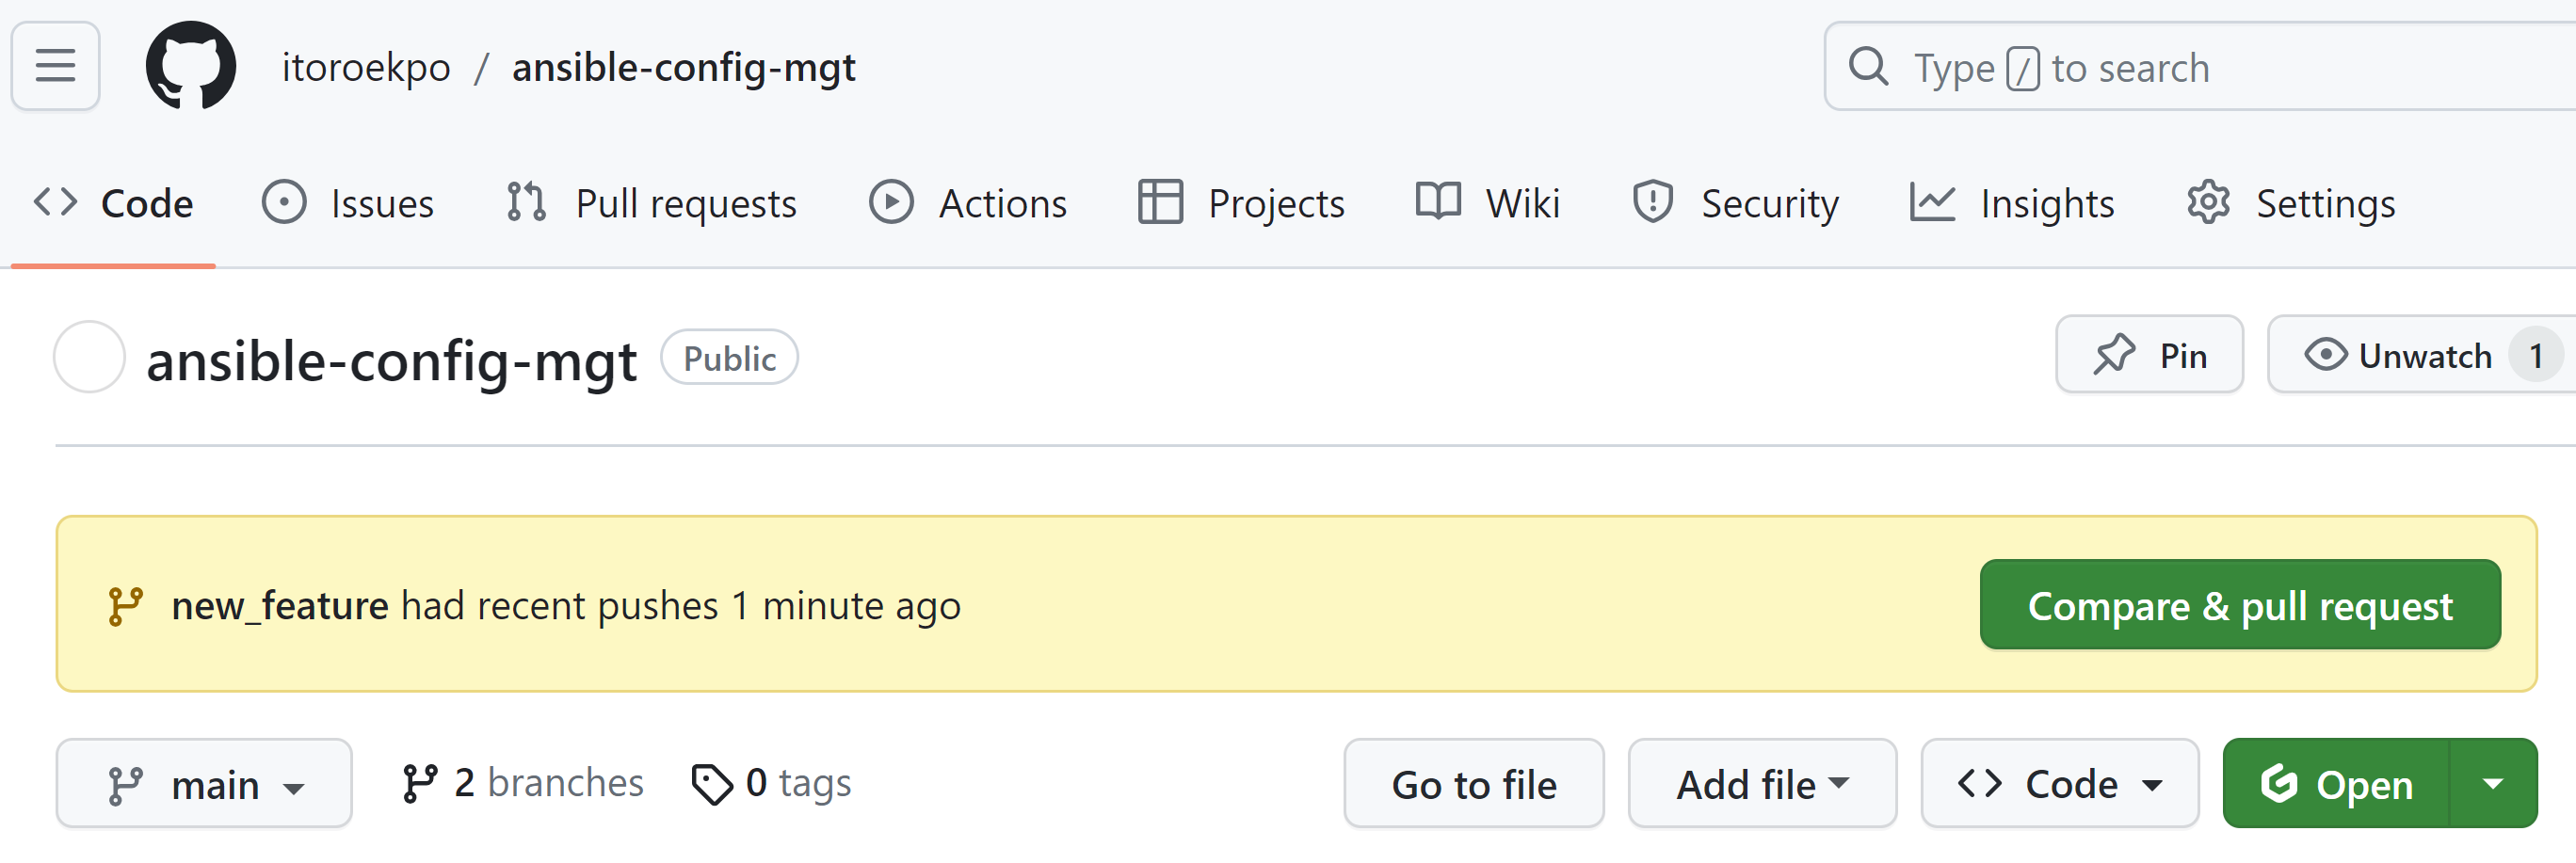 itoroekpo / ansible-config-mgt
Type / to search
Code Issues Pull requests Actions Projects Wiki Security Insights Settings
ansible-config-mgt Public Pin Unwatch 1
new_feature had recent pushes 1 minute ago Compare & pull request
main 2 branches 0 tags Go to file Add file Code Open